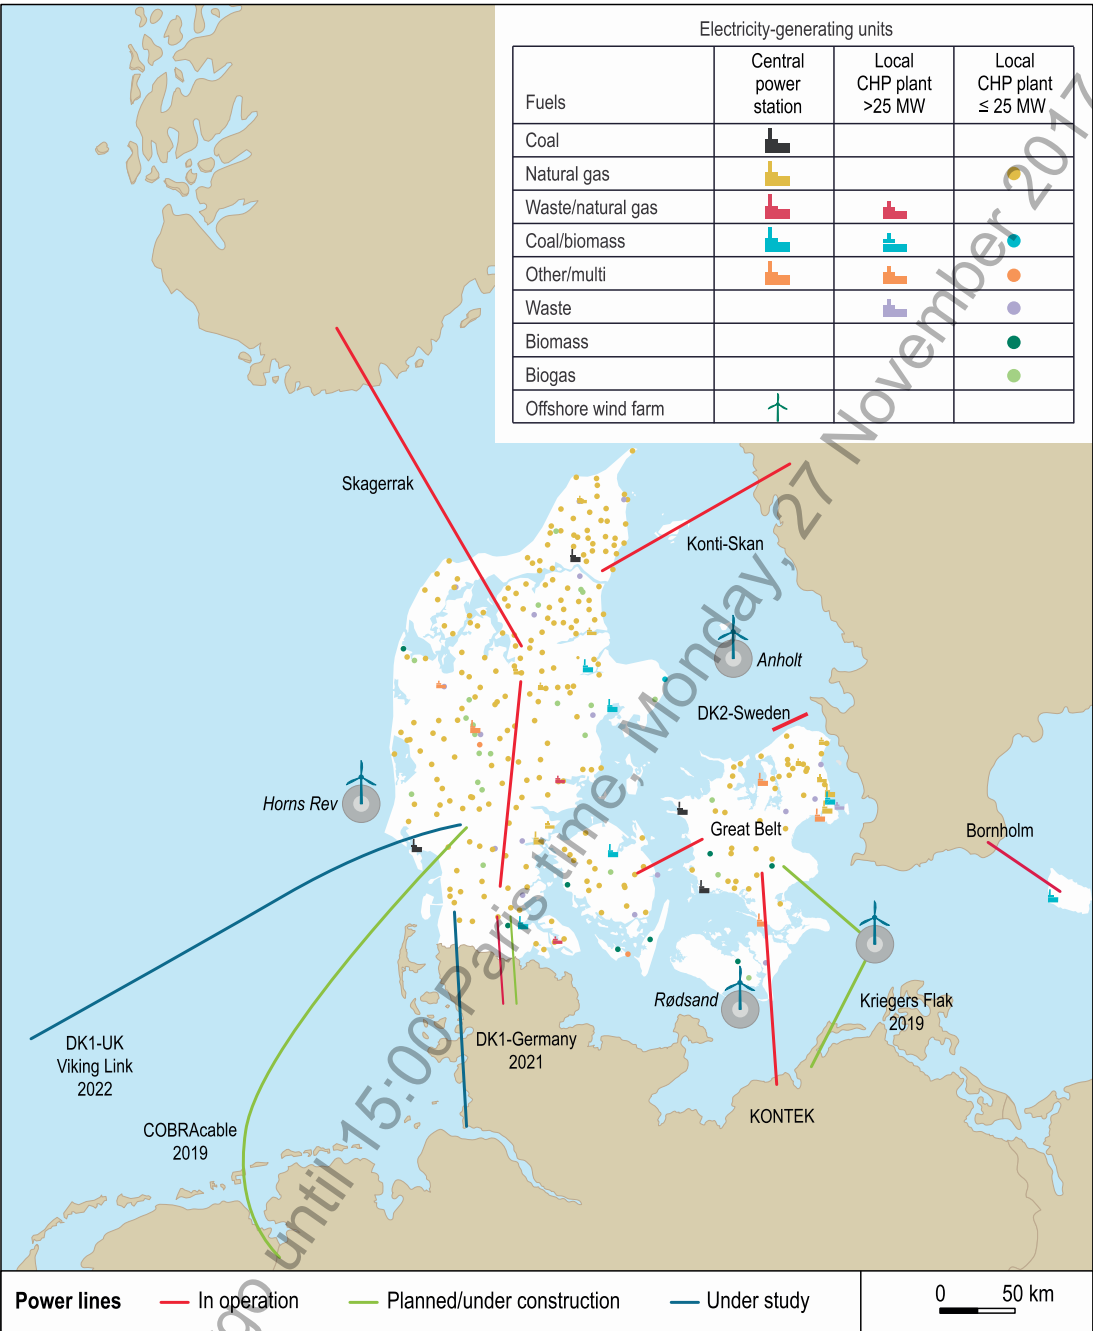 Electricity-generating units
Fuels
Central
power
station
Local
CHP plant
>25 MW
Local
CHP plant
≤ 25 MW
Coal
Natural gas
Waste/natural gas
Coal/biomass
Other/multi
Waste
Biomass
Biogas
Offshore wind farm
Skagerrak
Konti-Skan
Anholt
DK2-Sweden
Horns Rev
Great Belt
Bornholm
Rødsand
Kriegers Flak
2019
DK1-UK
Viking Link
2022
DK1-Germany
2021
COBRAcable
2019
KONTEK
go until 15:00 Paris time, Monday, 27 November 2017
Power lines
In operation
Planned/under construction
Under study
0 50 km